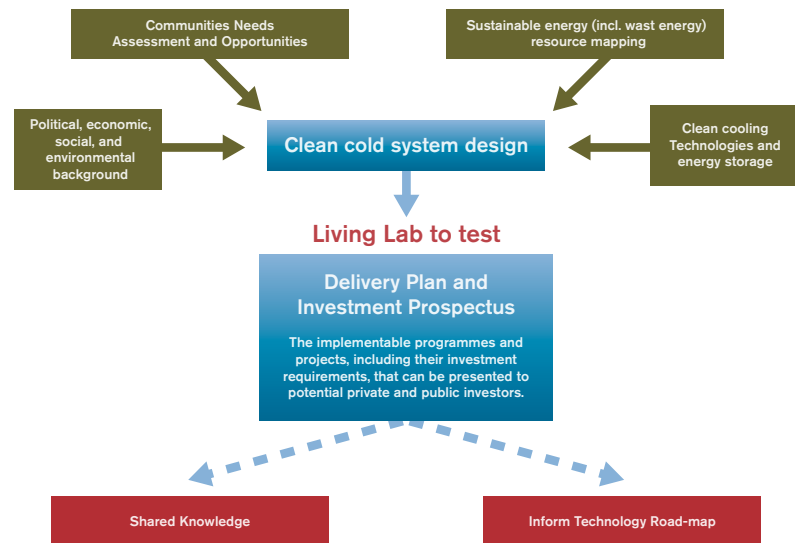 Communities Needs
Assessment and Opportunities
Sustainable energy (incl. wast energy)
resource mapping
Political, economic,
social, and
environmental
background
Clean cold system design
Clean cooling
Technologies and
energy storage
Living Lab to test
Delivery Plan and
Investment Prospectus
The implementable programmes and
projects, including their investment
requirements, that can be presented to
potential private and public investors.
Shared Knowledge
Inform Technology Road-map